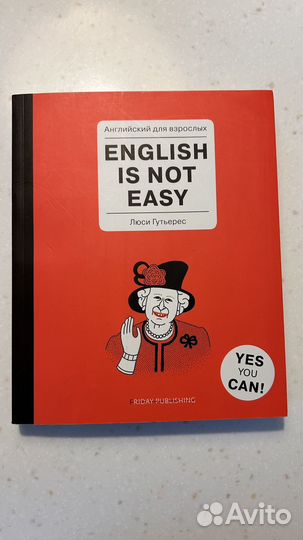 Английский для взрослых
ENGLISH
IS NOT
EASY
Люси Гутьерес
YES
YOU
CAN!
FRIDAY PUBLISHING
Avito